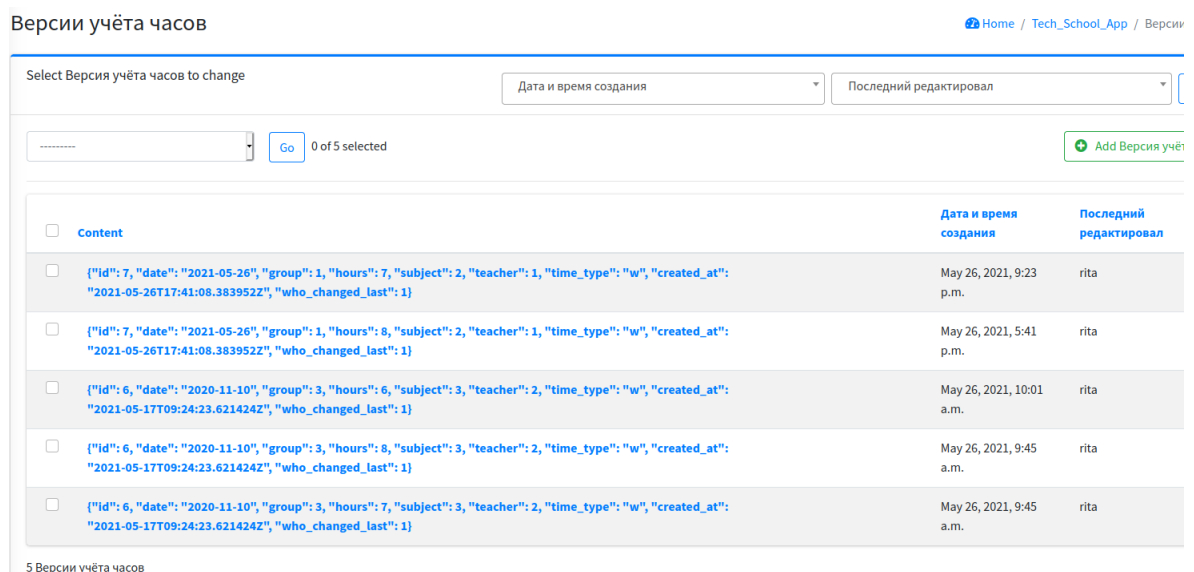 Версии учёта часов
Home / Tech_School_App / Версии
Select Версия учёта часов to change
Дата и время создания
Последний редактировал
---------
Go
0 of 5 selected
Add Версия учёт
Content
Дата и время
создания
Последний
редактировал
{"id": 7, "date": "2021-05-26", "group": 1, "hours": 7, "subject": 2, "teacher": 1, "time_type": "w", "created_at":
"2021-05-26T17:41:08.383952Z", "who_changed_last": 1}
May 26, 2021, 9:23
p.m.
rita
{"id": 7, "date": "2021-05-26", "group": 1, "hours": 8, "subject": 2, "teacher": 1, "time_type": "w", "created_at":
"2021-05-26T17:41:08.383952Z", "who_changed_last": 1}
May 26, 2021, 5:41
p.m.
rita
{"id": 6, "date": "2020-11-10", "group": 3, "hours": 6, "subject": 3, "teacher": 2, "time_type": "w", "created_at":
"2021-05-17T09:24:23.621424Z", "who_changed_last": 1}
May 26, 2021, 10:01
a.m.
rita
{"id": 6, "date": "2020-11-10", "group": 3, "hours": 8, "subject": 3, "teacher": 2, "time_type": "w", "created_at":
"2021-05-17T09:24:23.621424Z", "who_changed_last": 1}
May 26, 2021, 9:45
a.m.
rita
{"id": 6, "date": "2020-11-10", "group": 3, "hours": 7, "subject": 3, "teacher": 2, "time_type": "w", "created_at":
"2021-05-17T09:24:23.621424Z", "who_changed_last": 1}
May 26, 2021, 9:45
a.m.
rita
5 Версии учёта часов